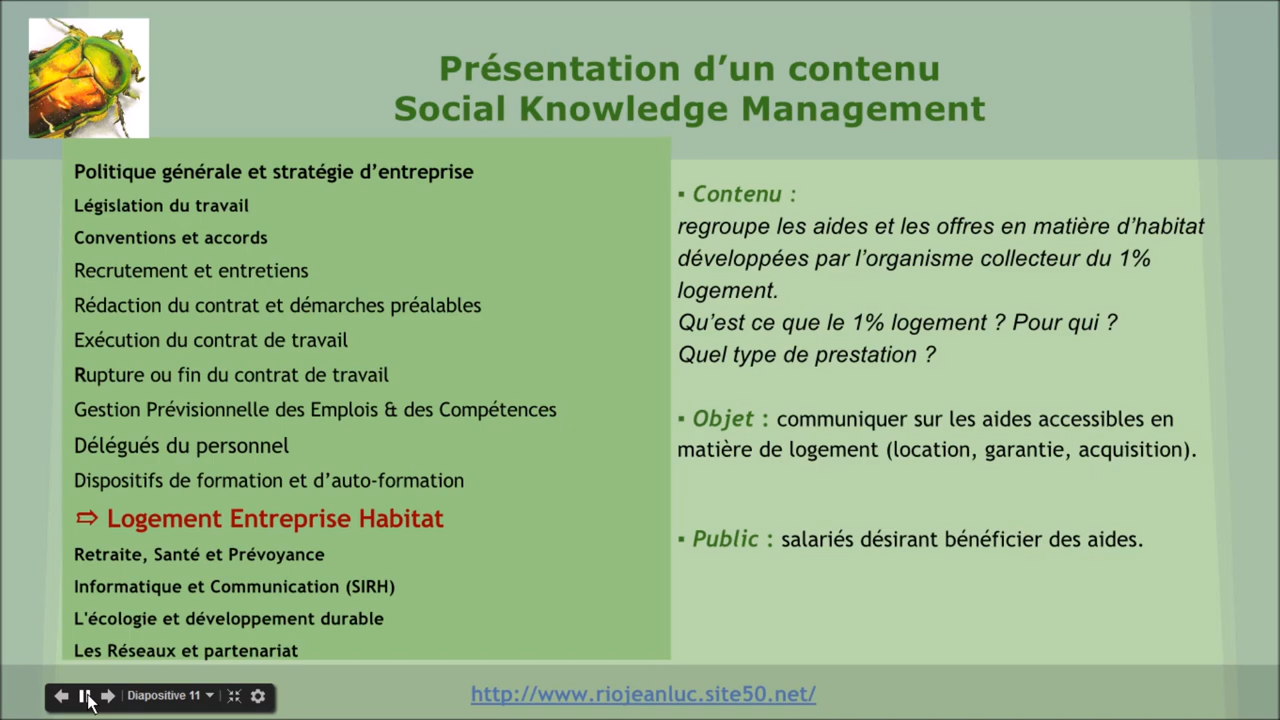 Présentation d’un contenu
Social Knowledge Management
Politique générale et stratégie d’entreprise
Législation du travail
Conventions et accords
Recrutement et entretiens
Rédaction du contrat et démarches préalables
Exécution du contrat de travail
Rupture ou fin du contrat de travail
Gestion Prévisionnelle des Emplois & des Compétences
Délégués du personnel
Dispositifs de formation et d’auto-formation
⇨ Logement Entreprise Habitat
Retraite, Santé et Prévoyance
Informatique et Communication (SIRH)
L'écologie et développement durable
Les Réseaux et partenariat
▪ Contenu :
regroupe les aides et les offres en matière d’habitat
développées par l’organisme collecteur du 1%
logement.
Qu’est ce que le 1% logement ? Pour qui ?
Quel type de prestation ?
▪ Objet : communiquer sur les aides accessibles en
matière de logement (location, garantie, acquisition).
▪ Public : salariés désirant bénéficier des aides.
Diapositive 11
http://www.riojeanluc.site50.net/